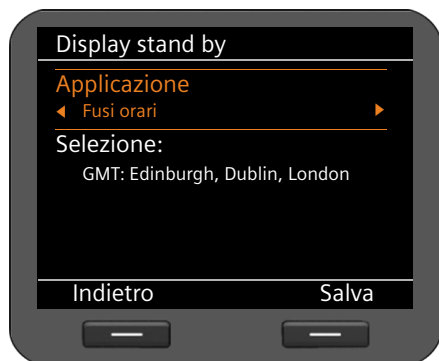 Display stand by
Applicazione
Fusi orari
Selezione:
GMT: Edinburgh, Dublin, London
Indietro Salva